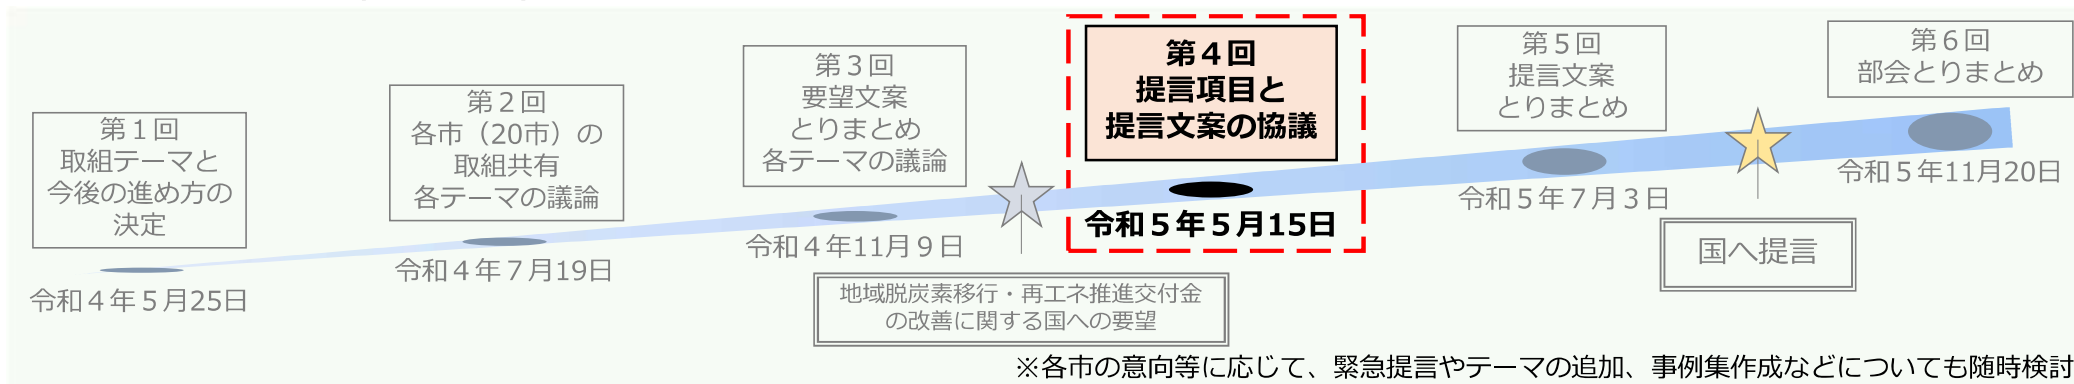 第１回
取組テーマと
今後の進め方の
決定
令和４年５月25日
第２回
各市（20市）の
取組共有
各テーマの議論
令和４年７月19日
第３回
要望文案
とりまとめ
各テーマの議論
令和４年11月９日
地域脱炭素移行・再エネ推進交付金
の改善に関する国への要望
第４回
提言項目と
提言文案の協議
令和５年５月15日
第５回
提言文案
とりまとめ
令和５年７月３日
国へ提言
第６回
部会とりまとめ
令和５年11月20日
※各市の意向等に応じて、緊急提言やテーマの追加、事例集作成などについても随時検討